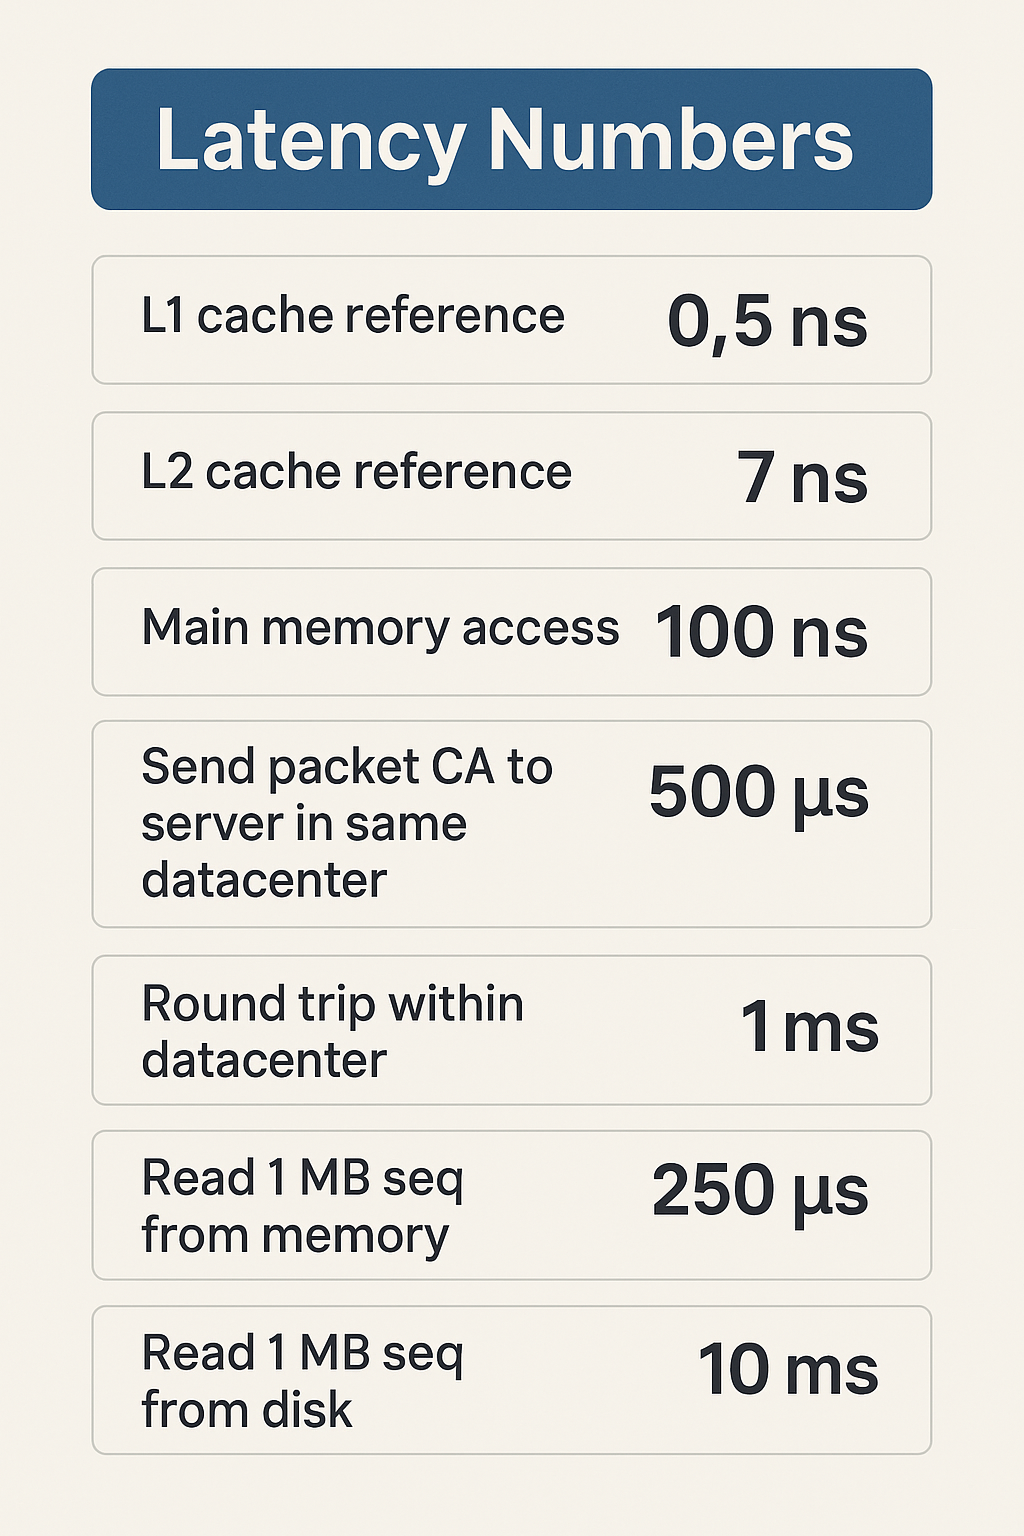 Latency Numbers
L1 cache reference 0,5 ns
L2 cache reference 7 ns
Main memory access 100 ns
Send packet CA to 500 µs
server in same
datacenter
Round trip within 1 ms
datacenter
Read 1 MB seq 250 µs
from memory
Read 1 MB seq 10 ms
from disk